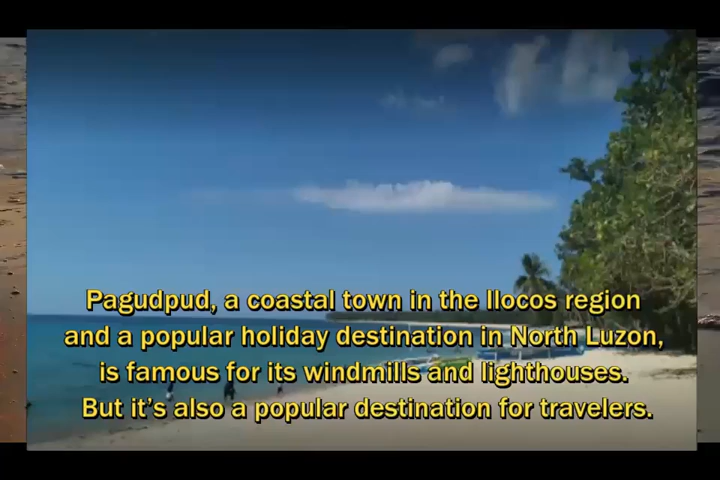 Pagudpud, a coastal town in the Ilocos region
and a popular holiday destination in North Luzon,
is famous for its windmills and lighthouses.
But it's also a popular destination for travelers.